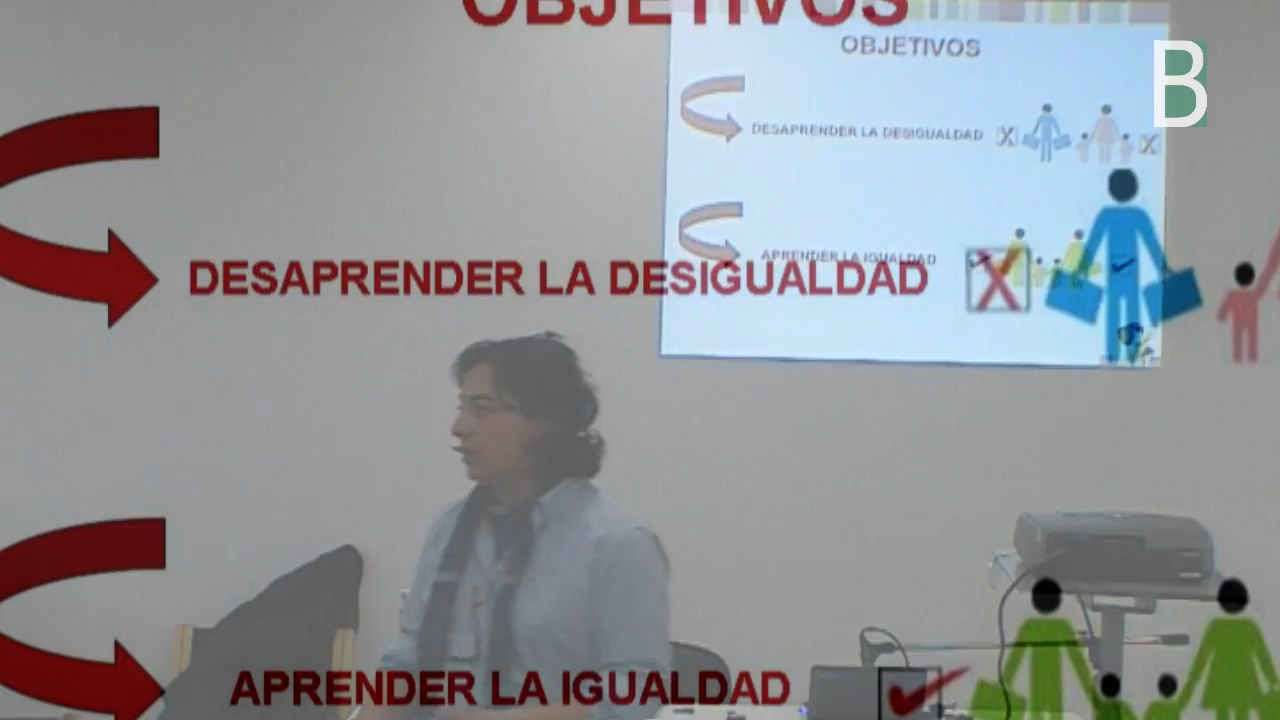 OBJETIVOS
OBJETIVOS
B
DESAPRENDER LA DESIGUALDAD X X
APRENDER LA IGUALDAD
DESAPRENDER LA DESIGUALDAD X
APRENDER LA IGUALDAD